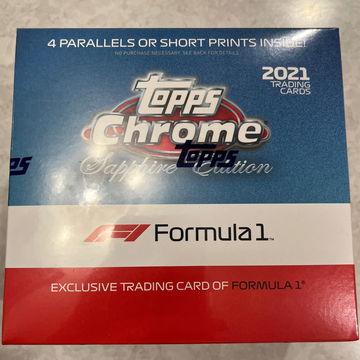 4 PARALLELS OR SHORT PRINTS INSIDE!
NO PURCHASE NECESSARY. SEE BACK FOR DETAILS.
2021
TRADING
CARDS
topps
Chrome
Sapphire Edition
topps
F1 Formula 1™
EXCLUSIVE TRADING CARD OF FORMULA 1®